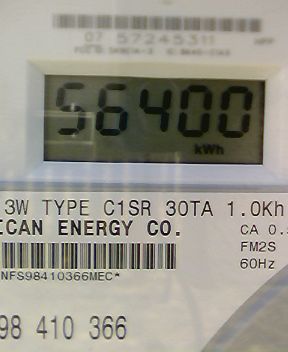 07 57245311
56400
kWh
3W TYPE C1SR 30TA 1.0Kh
ICAN ENERGY CO.
CA 0.5
FM2S
60Hz
NFS98410366MEC*
98 410 366